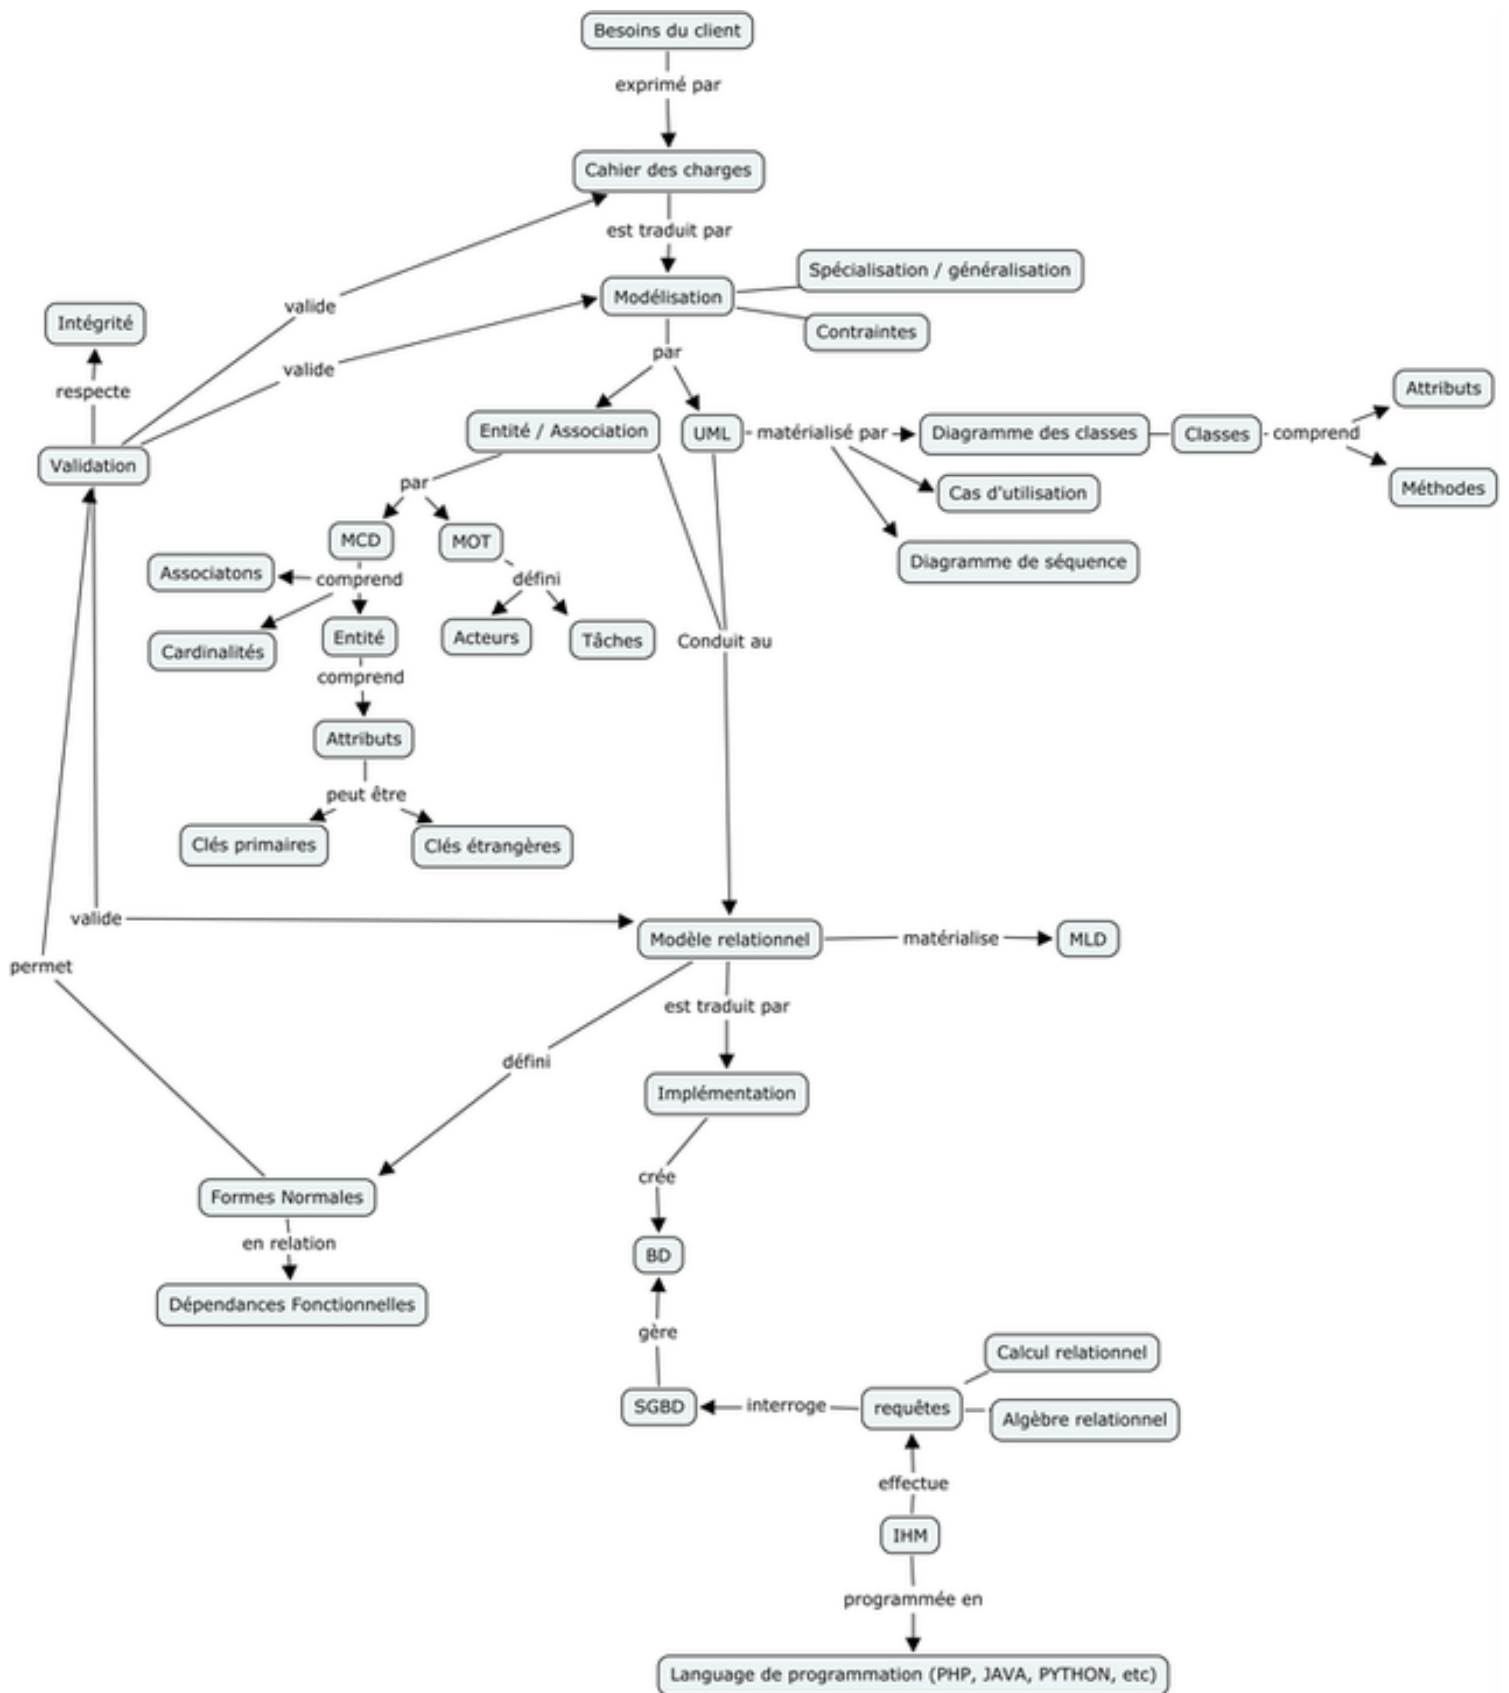 Besoins du client
exprimé par
Cahier des charges
est traduit par
Spécialisation / généralisation
Modélisation
valide
Intégrité
Contraintes
par
valide
respecte
Attributs
Entité / Association
UML
matérialisé par
Diagramme des classes
Classes
comprend
Validation
par
Cas d'utilisation
Méthodes
MCD
MOT
Diagramme de séquence
Associatons
comprend
défini
Cardinalités
Entité
Acteurs
Tâches
Conduit au
comprend
Attributs
peut être
Clés primaires
Clés étrangères
valide
Modèle relationnel
matérialise
MLD
permet
est traduit par
défini
Implémentation
crée
Formes Normales
en relation
BD
Dépendances Fonctionnelles
gère
Calcul relationnel
SGBD
interroge
requêtes
Algèbre relationnel
effectue
IHM
programmée en
Language de programmation (PHP, JAVA, PYTHON, etc)